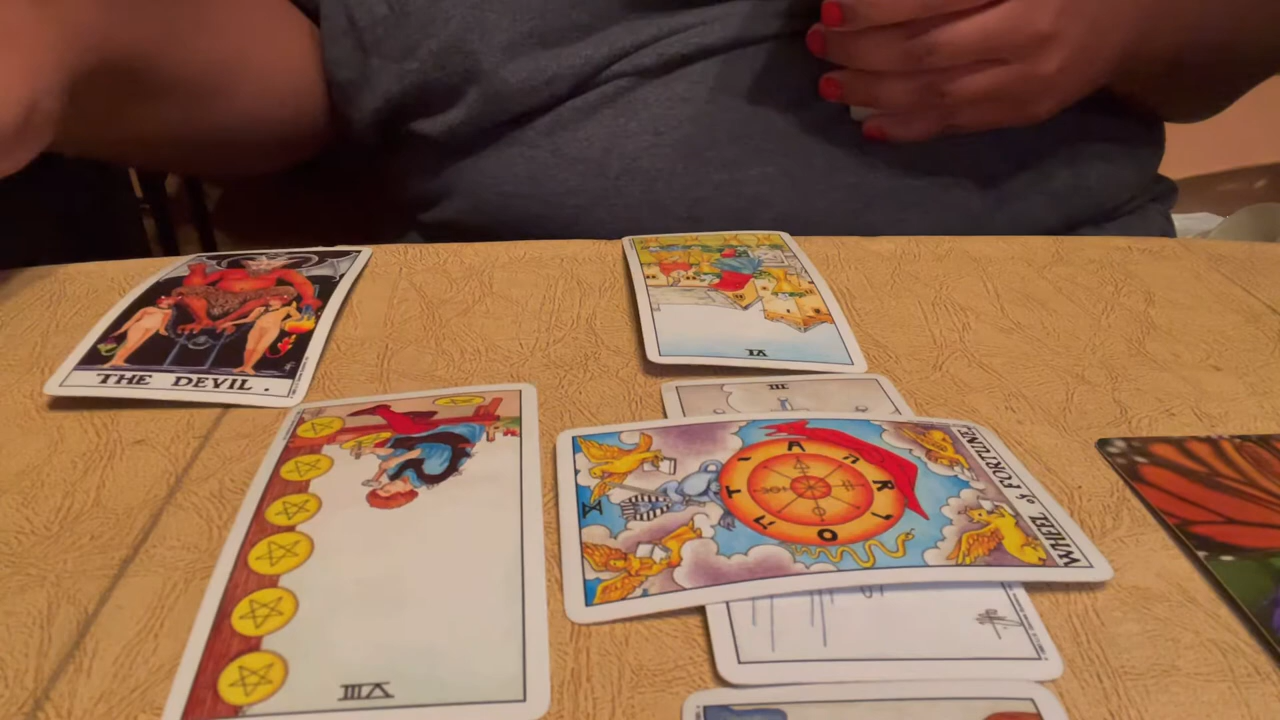 THE DEVIL.
VI
III
WHEEL of FORTUNE.
X
T A R O
VIII